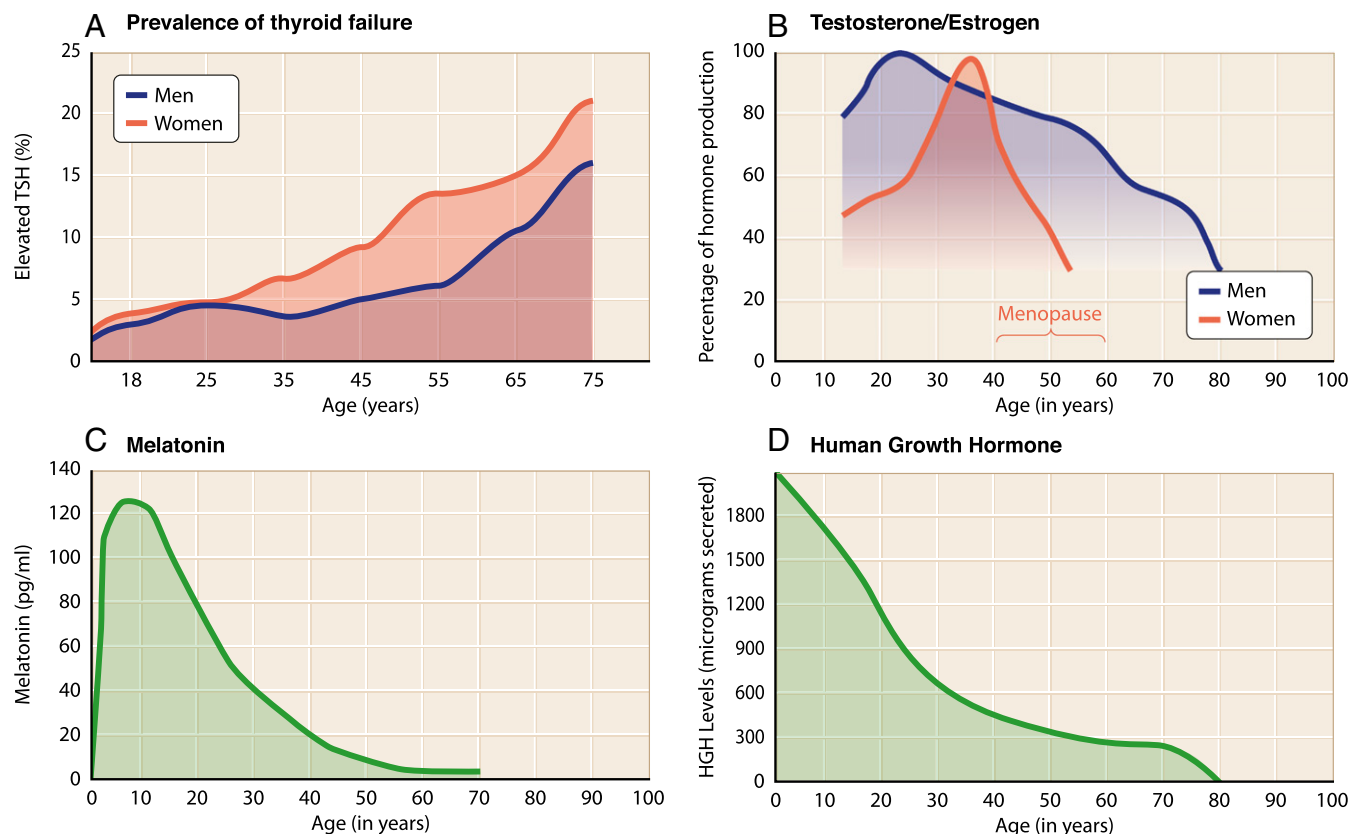 A Prevalence of thyroid failure
Elevated TSH (%)
25
20
15
10
5
0
Men
Women
18 25 35 45 55 65 75
Age (years)
B Testosterone/Estrogen
Percentage of hormone production
100
80
60
40
20
0
Menopause
Men
Women
0 10 20 30 40 50 60 70 80 90 100
Age (in years)
C Melatonin
Melatonin (pg/ml)
140
120
100
80
60
40
20
0
0 10 20 30 40 50 60 70 80 90 100
Age (in years)
D Human Growth Hormone
HGH Levels (micrograms secreted)
1800
1500
1200
900
600
300
0
0 10 20 30 40 50 60 70 80 90 100
Age (in years)